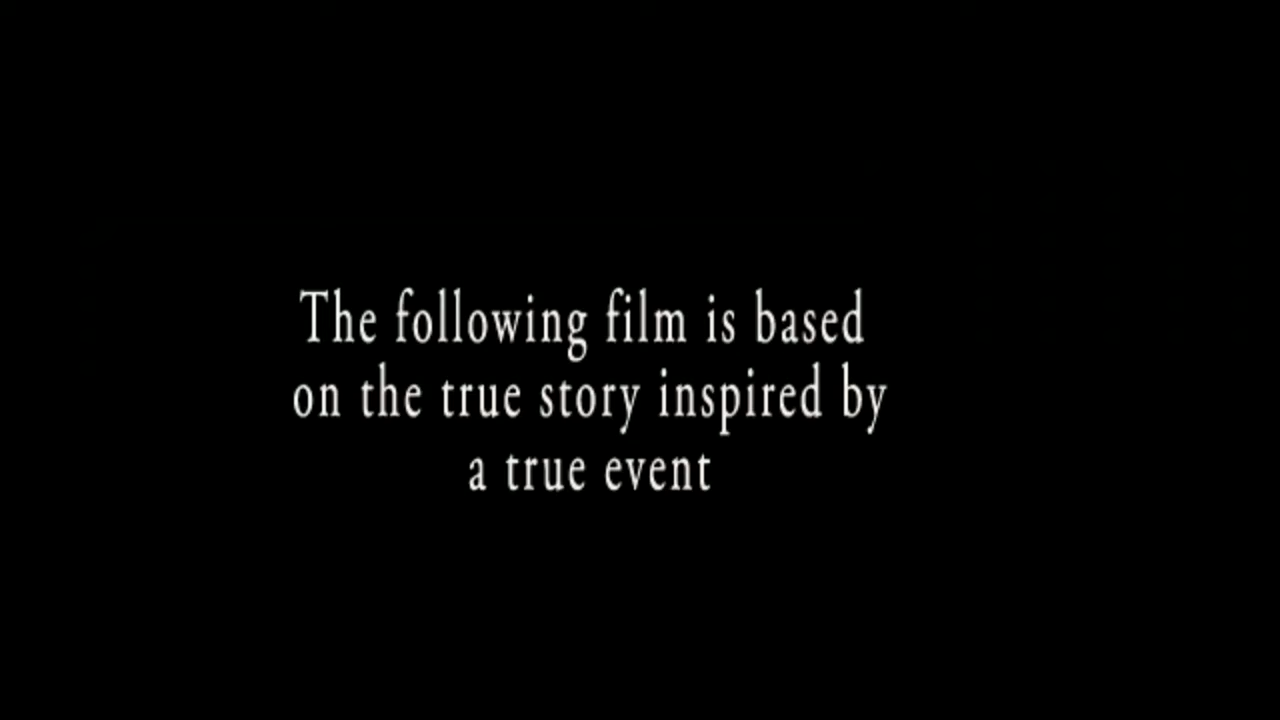 The following film is based
on the true story inspired by
a true event